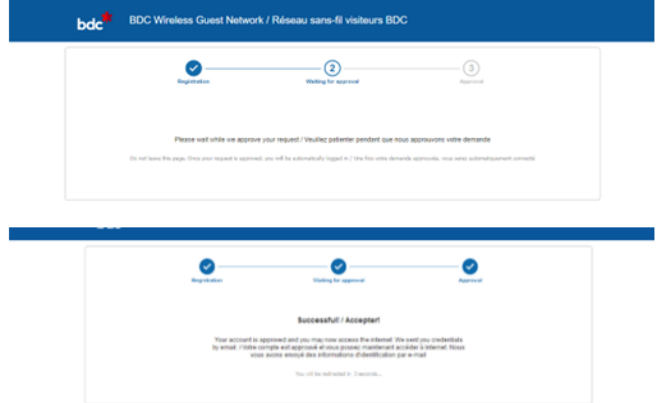 bdc
BDC Wireless Guest Network / Réseau sans-fil visiteurs BDC
2
3
Registration
Waiting for approval
Approval
Please wait while we approve your request / Veuillez patienter pendant que nous approuvons votre demande
Do not leave this page. Once your request is approved, you will be automatically logged in / Une fois votre demande approuvée, vous serez automatiquement connecté
Registration
Waiting for approval
Approval
Successful! / Accepter!
Your account is approved and you may now access the internet. We sent you credentials
by email. / Votre compte est approuvé et vous pouvez maintenant accéder à internet. Nous
vous avons envoyé des informations d'identification par e-mail
You will be redirected in 3 seconds...